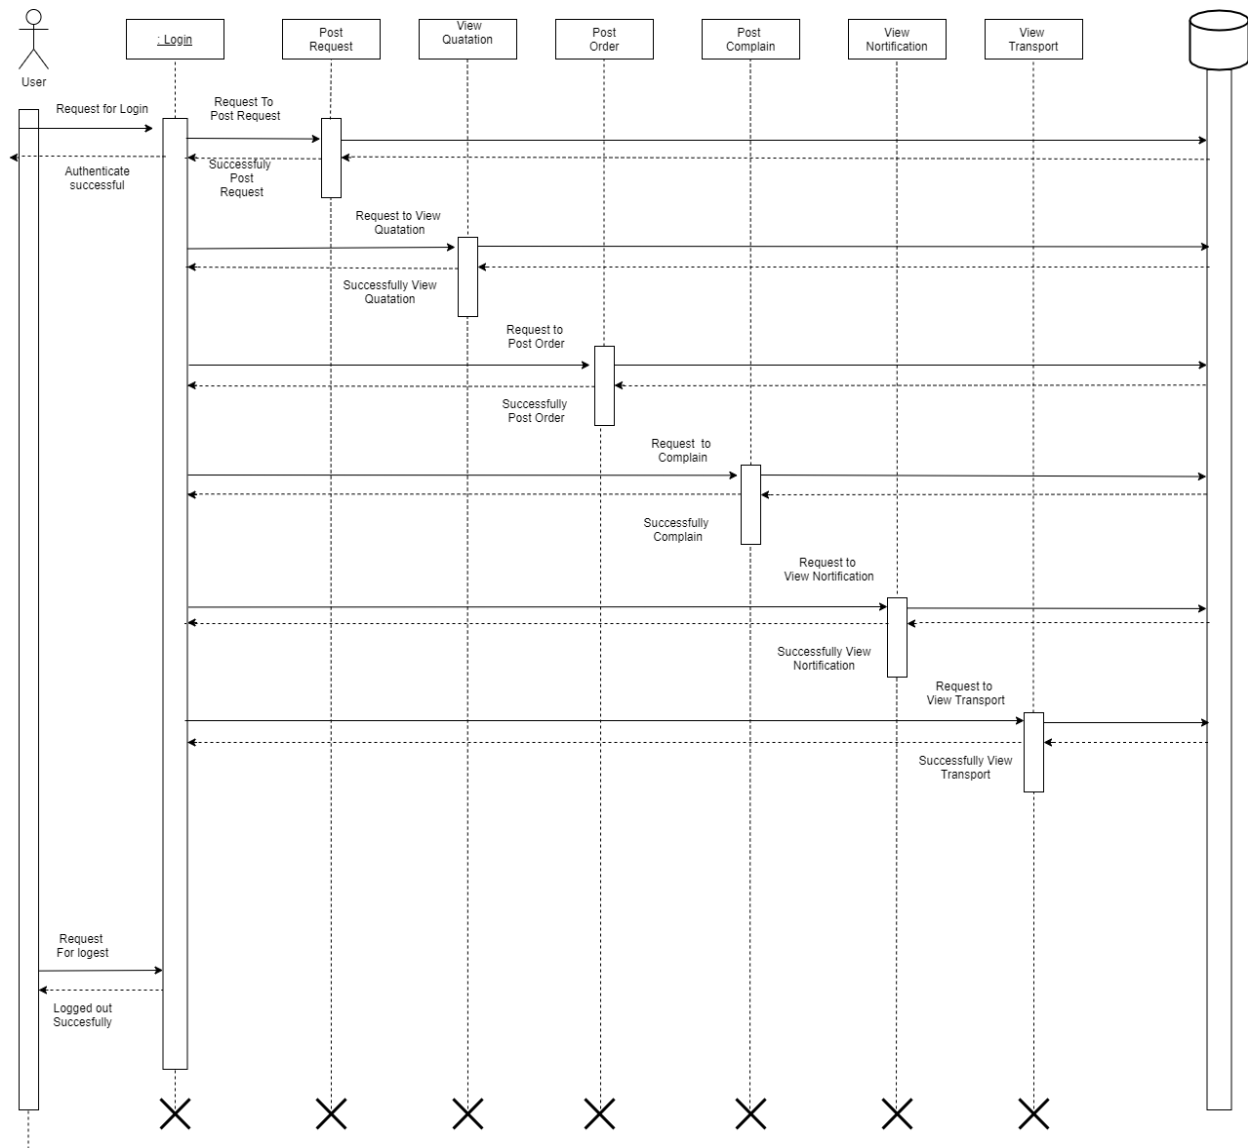 User
: Login
Post
Request
View
Quatation
Post
Order
Post
Complain
View
Nortification
View
Transport
Request for Login
Request To
Post Request
Authenticate
successful
Successfuly
Post
Request
Request to View
Quatation
Successfully View
Quatation
Request to
Post Order
Successfully
Post Order
Request  to
Complain
Successfully
Complain
Request to
View Nortification
Successfully View
Nortification
Request to
View Transport
Successfully View
Transport
Request
For logest
Logged out
Succesfully